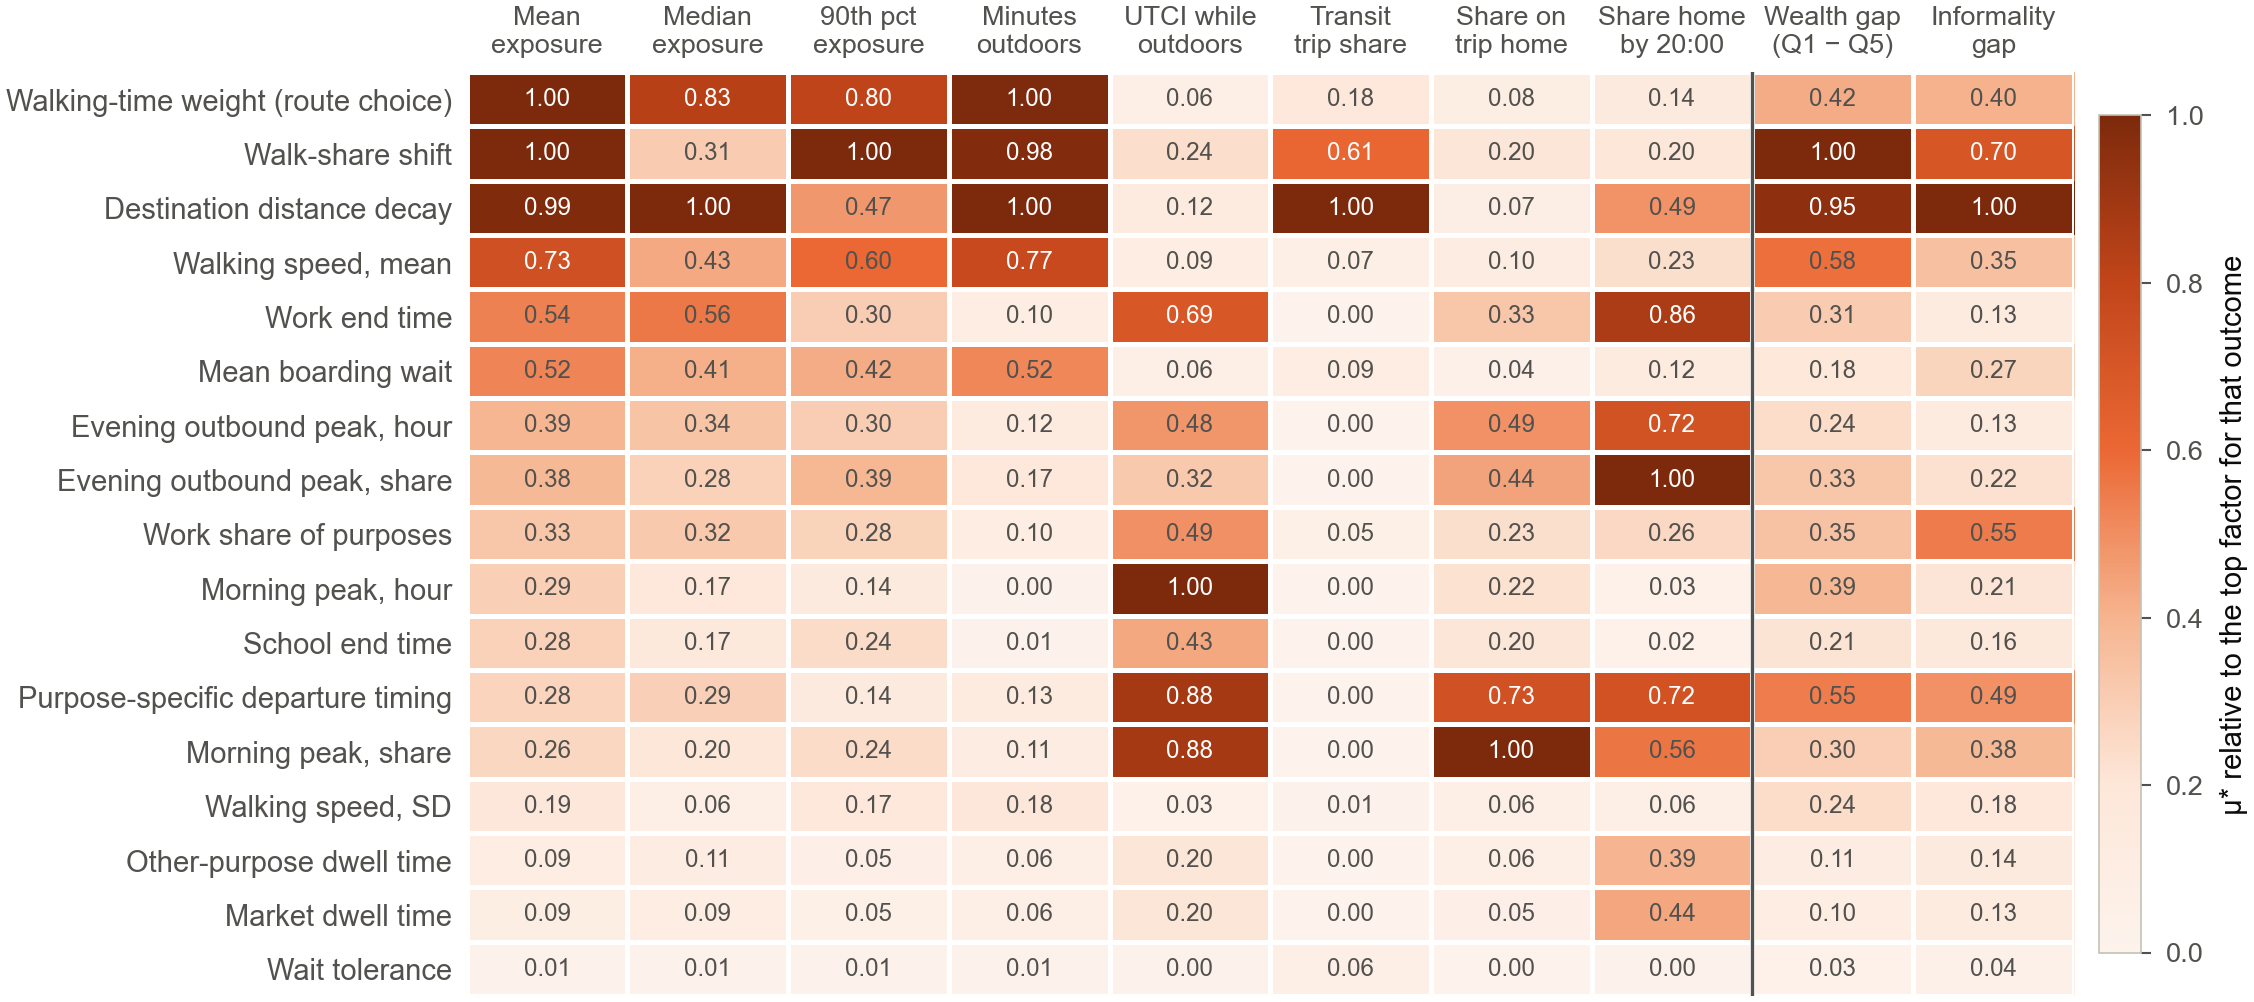 Mean Median 90th pct Minutes UTCI while Transit Share on Share home Wealth gap Informality
exposure exposure exposure outdoors outdoors trip share trip home by 20:00 (Q1 − Q5) gap
Walking-time weight (route choice) 1.00 0.83 0.80 1.00 0.06 0.18 0.08 0.14 0.42 0.40
Walk-share shift 1.00 0.31 1.00 0.98 0.24 0.61 0.20 0.20 1.00 0.70
Destination distance decay 0.99 1.00 0.47 1.00 0.12 1.00 0.07 0.49 0.95 1.00
Walking speed, mean 0.73 0.43 0.60 0.77 0.09 0.07 0.10 0.23 0.58 0.35
Work end time 0.54 0.56 0.30 0.10 0.69 0.00 0.33 0.86 0.31 0.13
Mean boarding wait 0.52 0.41 0.42 0.52 0.06 0.09 0.04 0.12 0.18 0.27
Evening outbound peak, hour 0.39 0.34 0.30 0.12 0.48 0.00 0.49 0.72 0.24 0.13
Evening outbound peak, share 0.38 0.28 0.39 0.17 0.32 0.00 0.44 1.00 0.33 0.22
Work share of purposes 0.33 0.32 0.28 0.10 0.49 0.05 0.23 0.26 0.35 0.55
Morning peak, hour 0.29 0.17 0.14 0.00 1.00 0.00 0.22 0.03 0.39 0.21
School end time 0.28 0.17 0.24 0.01 0.43 0.00 0.20 0.02 0.21 0.16
Purpose-specific departure timing 0.28 0.29 0.14 0.13 0.88 0.00 0.73 0.72 0.55 0.49
Morning peak, share 0.26 0.20 0.24 0.11 0.88 0.00 1.00 0.56 0.30 0.38
Walking speed, SD 0.19 0.06 0.17 0.18 0.03 0.01 0.06 0.06 0.24 0.18
Other-purpose dwell time 0.09 0.11 0.05 0.06 0.20 0.00 0.06 0.39 0.11 0.14
Market dwell time 0.09 0.09 0.05 0.06 0.20 0.00 0.05 0.44 0.10 0.13
Wait tolerance 0.01 0.01 0.01 0.01 0.00 0.06 0.00 0.00 0.03 0.04
1.0
0.8
0.6
0.4
0.2
0.0
μ* relative to the top factor for that outcome